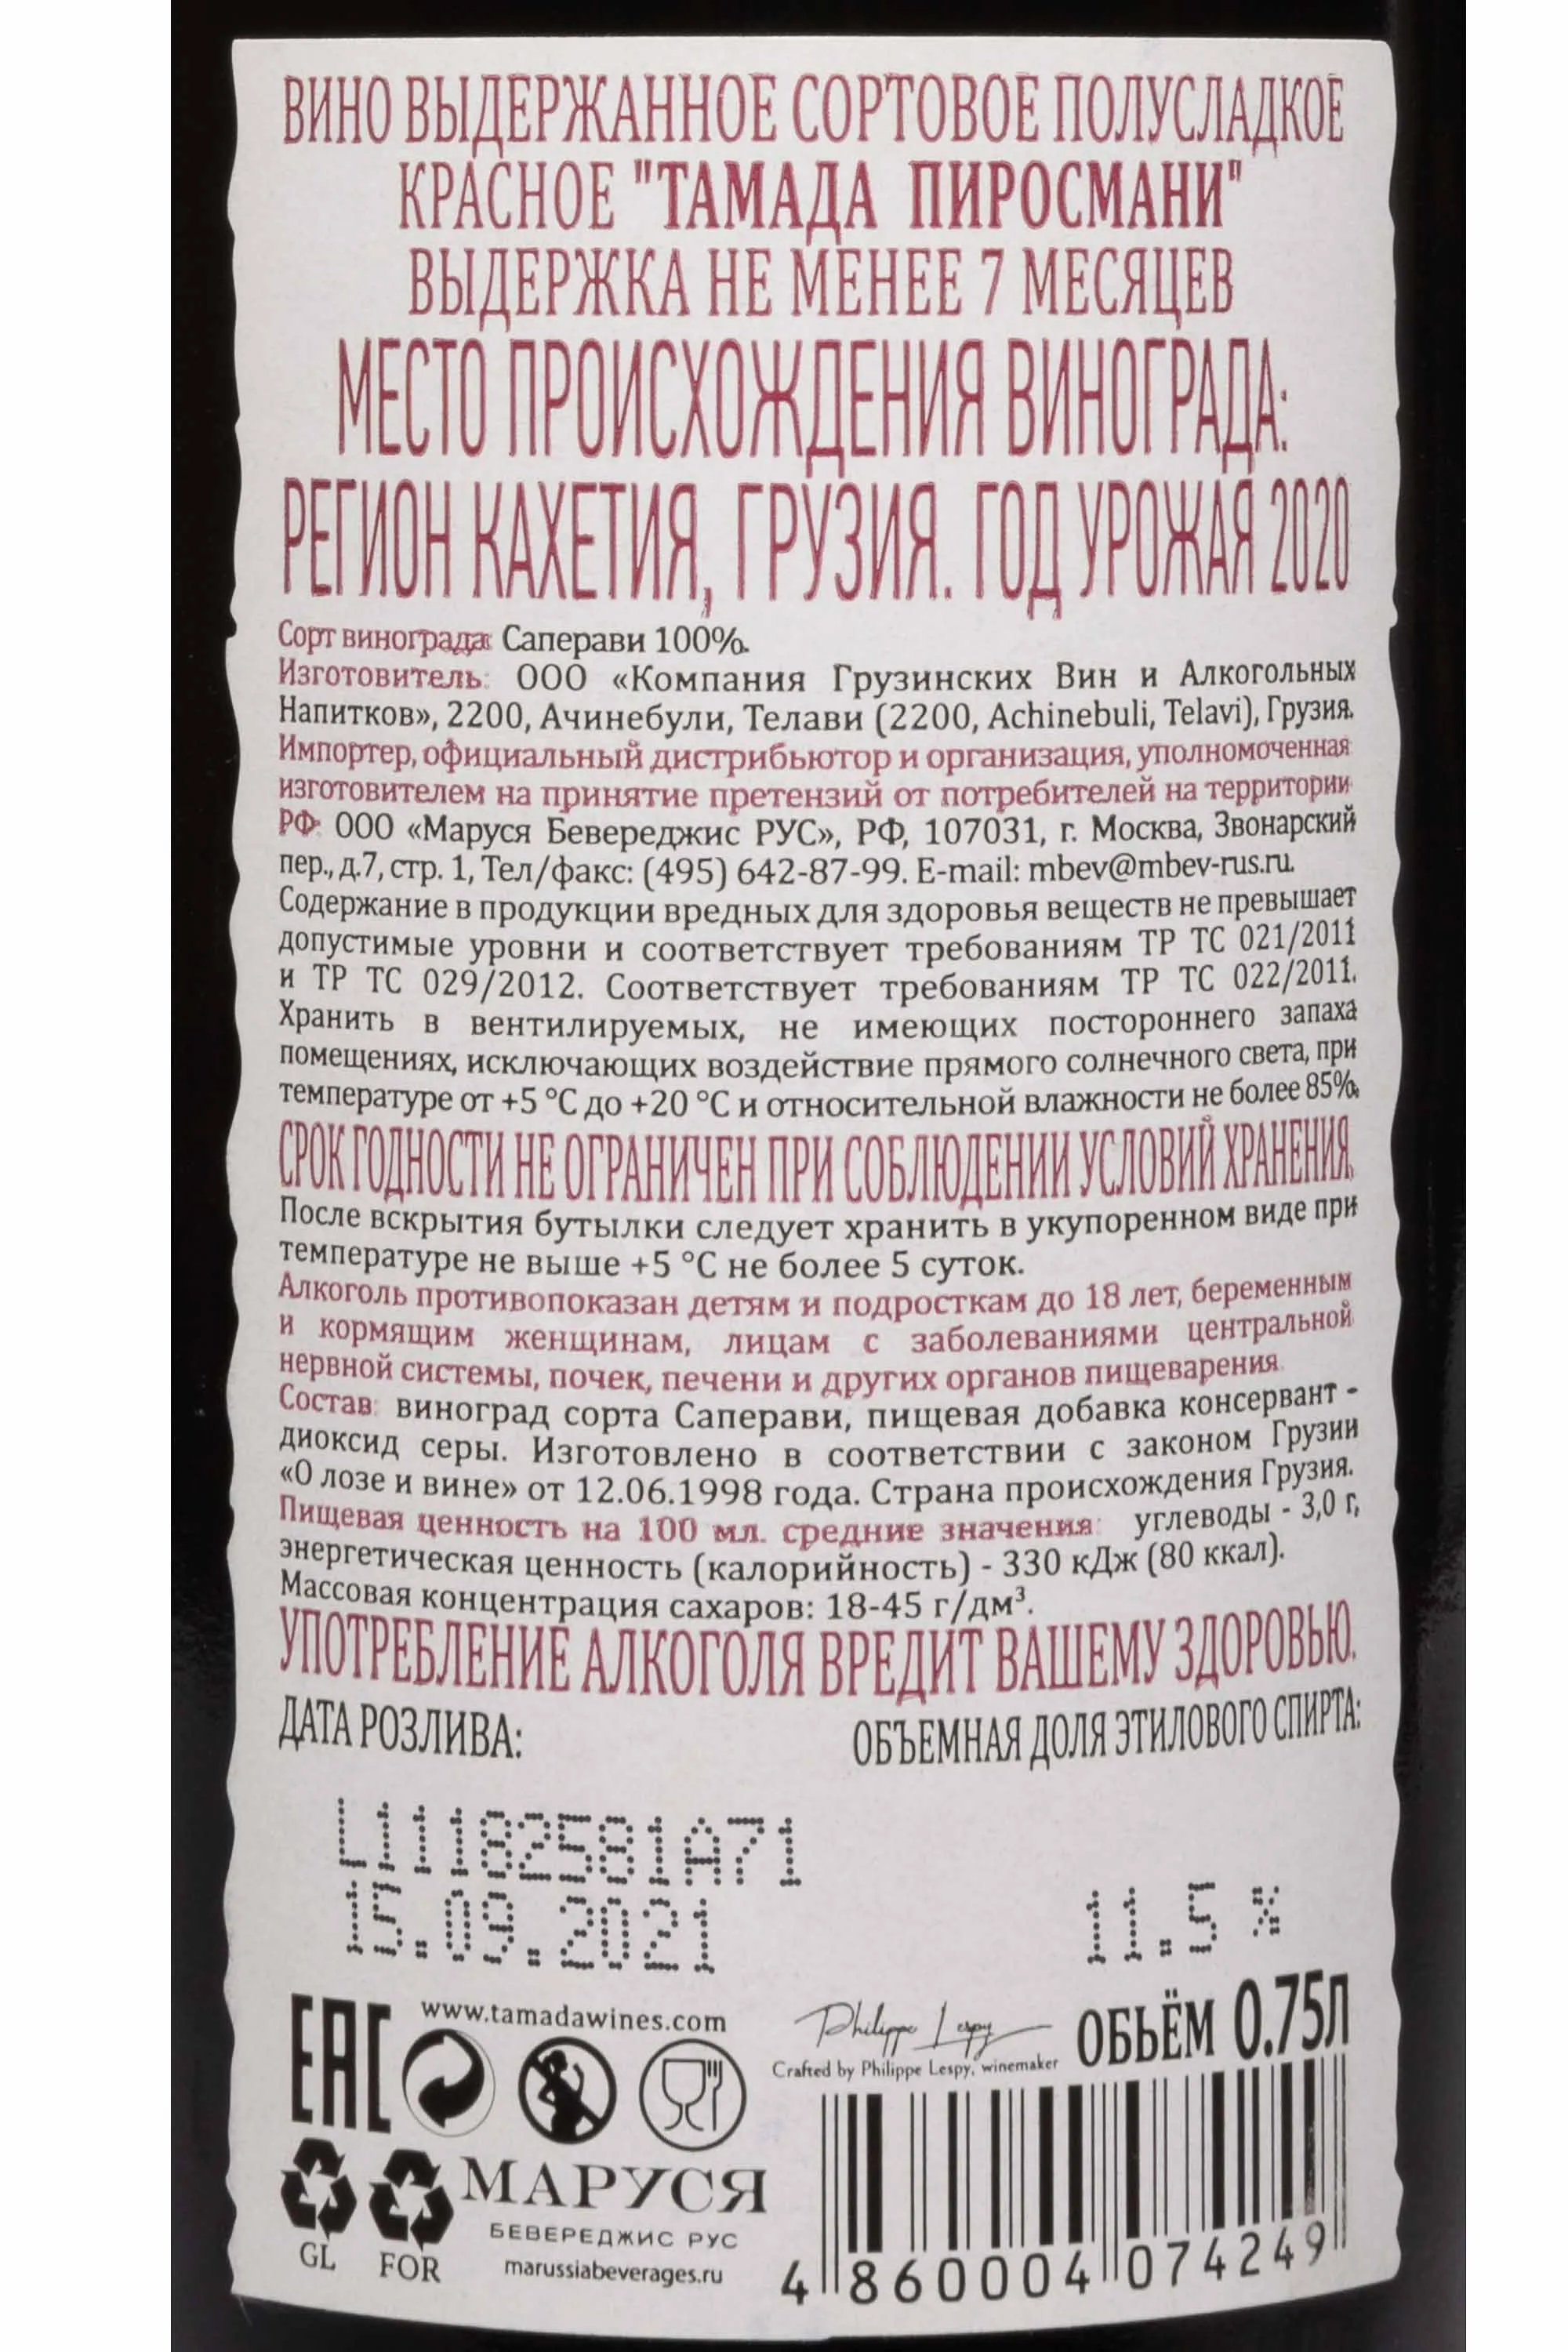 ВИНО ВЫДЕРЖАННОЕ СОРТОВОЕ ПОЛУСЛАДКОЕ
КРАСНОЕ "ТАМАДА ПИРОСМАНИ"
ВЫДЕРЖКА НЕ МЕНЕЕ 7 МЕСЯЦЕВ
МЕСТО ПРОИСХОЖДЕНИЯ ВИНОГРАДА:
РЕГИОН КАХЕТИЯ, ГРУЗИЯ. ГОД УРОЖАЯ 2020
Сорт винограда: Саперави 100%.
Изготовитель: ООО «Компания Грузинских Вин и Алкогольных
Напитков», 2200, Ачинебули, Телави (2200, Achinebuli, Telavi), Грузия.
Импортер, официальный дистрибьютор и организация, уполномоченная
изготовителем на принятие претензий от потребителей на территории
РФ: ООО «Маруся Бевереджис РУС», РФ, 107031, г. Москва, Звонарский
пер., д.7, стр. 1, Тел/факс: (495) 642-87-99. E-mail: mbev@mbev-rus.ru.
Содержание в продукции вредных для здоровья веществ не превышает
допустимые уровни и соответствует требованиям ТР ТС 021/2011
и ТР ТС 029/2012. Соответствует требованиям ТР ТС 022/2011.
Хранить в вентилируемых, не имеющих постороннего запаха
помещениях, исключающих воздействие прямого солнечного света, при
температуре от +5 °С до +20 °С и относительной влажности не более 85%.
СРОК ГОДНОСТИ НЕ ОГРАНИЧЕН ПРИ СОБЛЮДЕНИИ УСЛОВИЙ ХРАНЕНИЯ.
После вскрытия бутылки следует хранить в укупоренном виде при
температуре не выше +5 °С не более 5 суток.
Алкоголь противопоказан детям и подросткам до 18 лет, беременным
и кормящим женщинам, лицам с заболеваниями центральной
нервной системы, почек, печени и других органов пищеварения.
Состав: виноград сорта Саперави, пищевая добавка консервант -
диоксид серы. Изготовлено в соответствии с законом Грузии
«О лозе и вине» от 12.06.1998 года. Страна происхождения Грузия.
Пищевая ценность на 100 мл. средние значения: углеводы - 3,0 г,
энергетическая ценность (калорийность) - 330 кДж (80 ккал).
Массовая концентрация сахаров: 18-45 г/дм³.
УПОТРЕБЛЕНИЕ АЛКОГОЛЯ ВРЕДИТ ВАШЕМУ ЗДОРОВЬЮ.
ДАТА РОЗЛИВА: ОБЪЕМНАЯ ДОЛЯ ЭТИЛОВОГО СПИРТА:
L11182581A71
15.09.2021 11.5 %
EAC www.tamadawines.com Philippe Lespy ОБЬЁМ 0.75Л
Crafted by Philippe Lespy, winemaker
МАРУСЯ
БЕВЕРЕДЖИС РУС
GL FOR marussiabeverages.ru
4 860004 074249